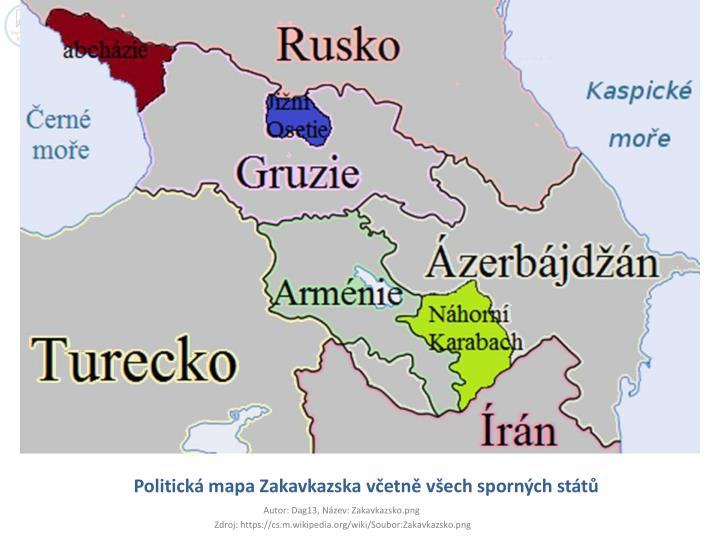 abcházie
Rusko
Kaspické
moře
Černé
moře
Jižní
Osetie
Gruzie
Ázerbájdžán
Arménie
Náhorní
Karabach
Turecko
Írán
Politická mapa Zakavkazska včetně všech sporných států
Autor: Dag13, Název: Zakavkazsko.png
Zdroj: https://cs.m.wikipedia.org/wiki/Soubor:Zakavkazsko.png